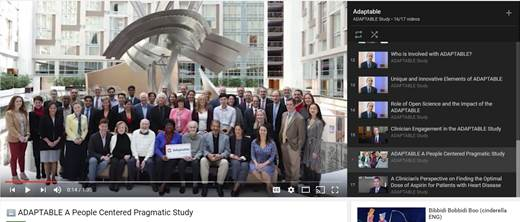 Adaptable
ADAPTABLE Study - 16/17 videos
12
Who is Involved with ADAPTABLE?
ADAPTABLE Study
13
Unique and Innovative Elements of ADAPTABLE
ADAPTABLE Study
14
Role of Open Science and the Impact of the
ADAPTABLE
ADAPTABLE Study
Clinician Engagement in the ADAPTABLE Study
ADAPTABLE Study
ADAPTABLE A People Centered Pragmatic Study
ADAPTABLE Study
17
A Clinician's Perspective on Finding the Optimal
Dose of Aspirin for Patients with Heart Disease
ADAPTABLE Study
0:14 / 1:35
ADAPTABLE A People Centered Pragmatic Study
Bibbidi Bobbidi Boo (cinderella
ENG)